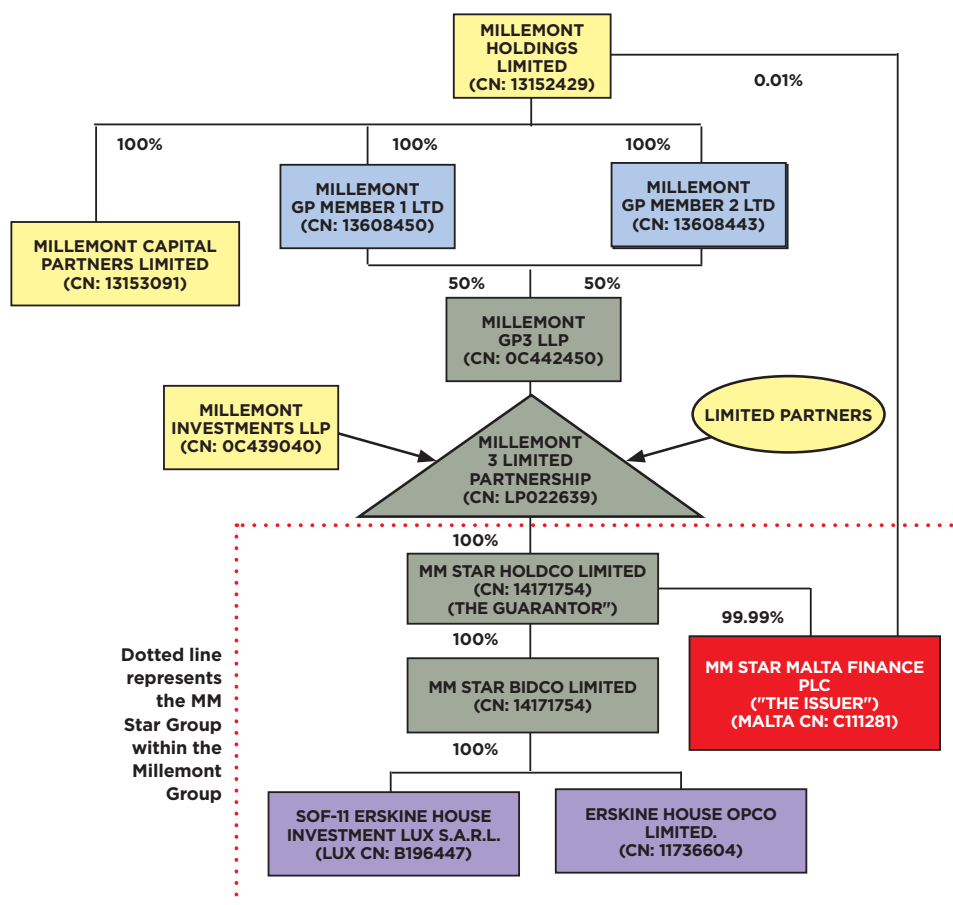 MILLEMONT
HOLDINGS
LIMITED
(CN: 13152429)
0.01%
100%
100%
100%
MILLEMONT
GP MEMBER 1 LTD
(CN: 13608450)
MILLEMONT
GP MEMBER 2 LTD
(CN: 13608443)
MILLEMONT CAPITAL
PARTNERS LIMITED
(CN: 13153091)
50%
50%
MILLEMONT
GP3 LLP
(CN: 0C442450)
MILLEMONT
INVESTMENTS LLP
(CN: 0C439040)
LIMITED PARTNERS
MILLEMONT
3 LIMITED
PARTNERSHIP
(CN: LP022639)
100%
MM STAR HOLDCO LIMITED
(CN: 14171754)
(THE GUARANTOR")
99.99%
100%
Dotted line
represents
the MM
Star Group
within the
Millemont
Group
MM STAR BIDCO LIMITED
(CN: 14171754)
MM STAR MALTA FINANCE
PLC
("THE ISSUER")
(MALTA CN: C111281)
100%
SOF-11 ERSKINE HOUSE
INVESTMENT LUX S.A.R.L.
(LUX CN: B196447)
ERSKINE HOUSE OPCO
LIMITED.
(CN: 11736604)